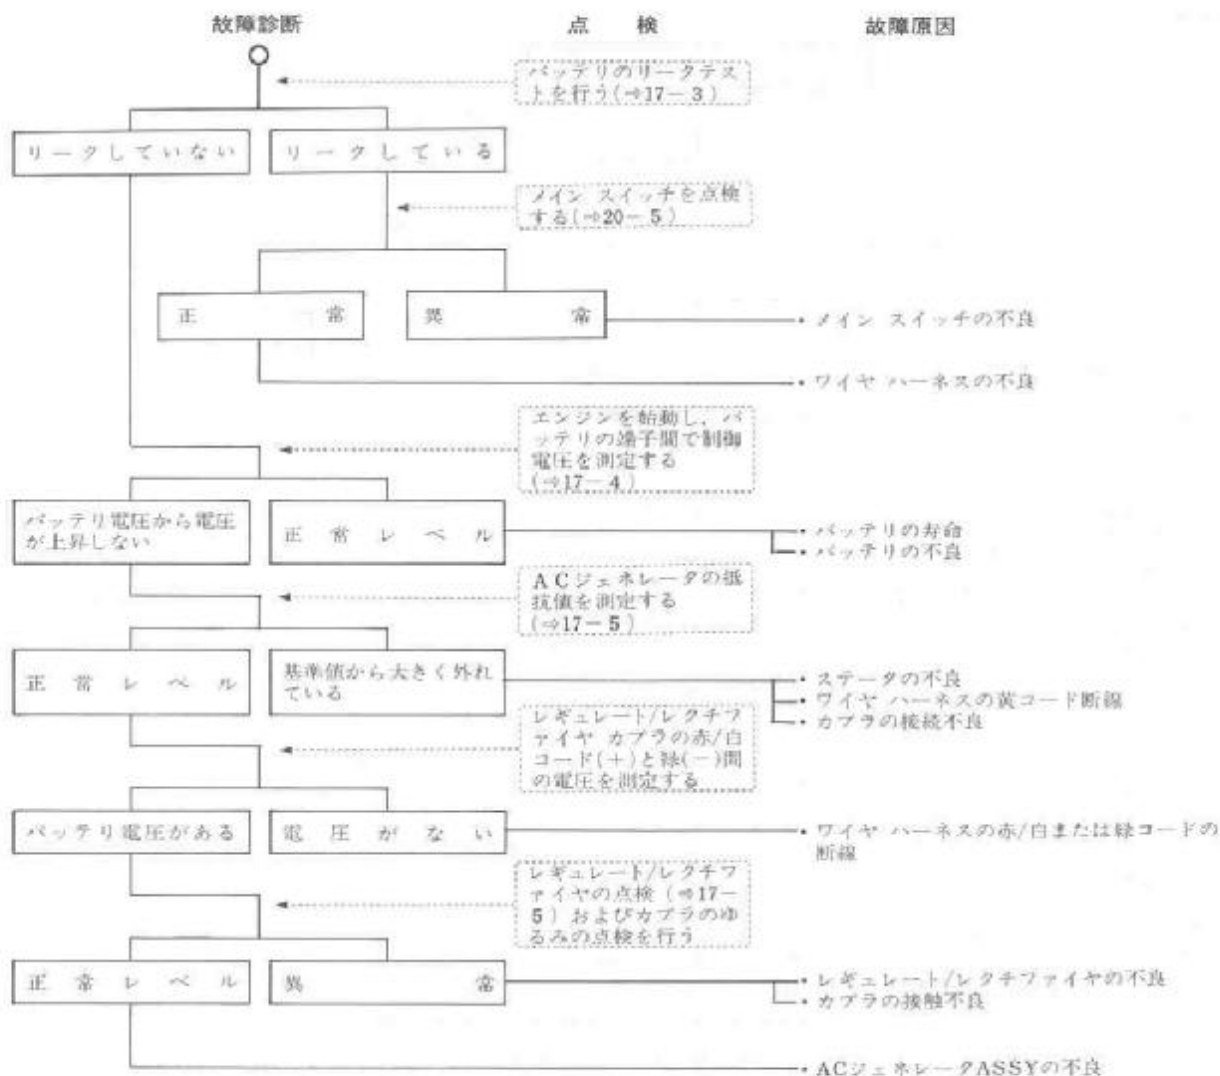 故障診断
点検
故障原因
バッテリのリークテス
トを行う(⇒17－3)
リークしていない
リークしている
メイン スイッチを点検
する(⇒20－5)
正常
異常
・メイン スイッチの不良
・ワイヤ ハーネスの不良
エンジンを始動し、バ
ッテリの端子間で制御
電圧を測定する
(⇒17－4)
バッテリ電圧から電圧
が上昇しない
正常レベル
・バッテリの寿命
・バッテリの不良
ACジェネレータの抵
抗値を測定する
(⇒17－5)
正常レベル
基準値から大きく外れ
ている
・ステータの不良
・ワイヤ ハーネスの黄コード断線
・カプラの接続不良
レギュレート/レクチフ
ァイヤ カプラの赤/白
コード(＋)と緑(－)間
の電圧を測定する
バッテリ電圧がある
電圧がない
・ワイヤ ハーネスの赤/白または緑コードの
断線
レギュレート/レクチフ
ァイヤの点検(⇒17－
5)およびカプラのゆ
るみの点検を行う
正常レベル
異常
・レギュレート/レクチファイヤの不良
・カプラの接触不良
・ACジェネレータASSYの不良